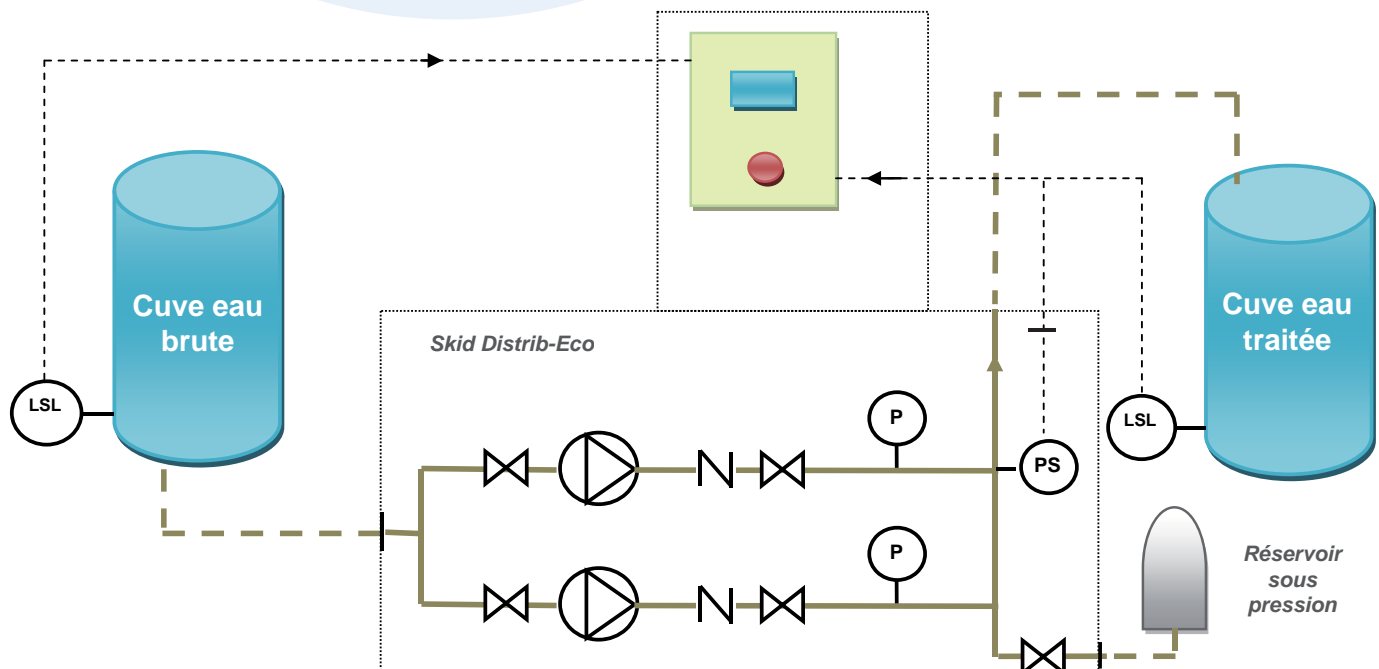 Cuve eau
brute
Cuve eau
traitée
Skid Distrib-Eco
LSL
P
LSL
PS
P
Réservoir
sous
pression